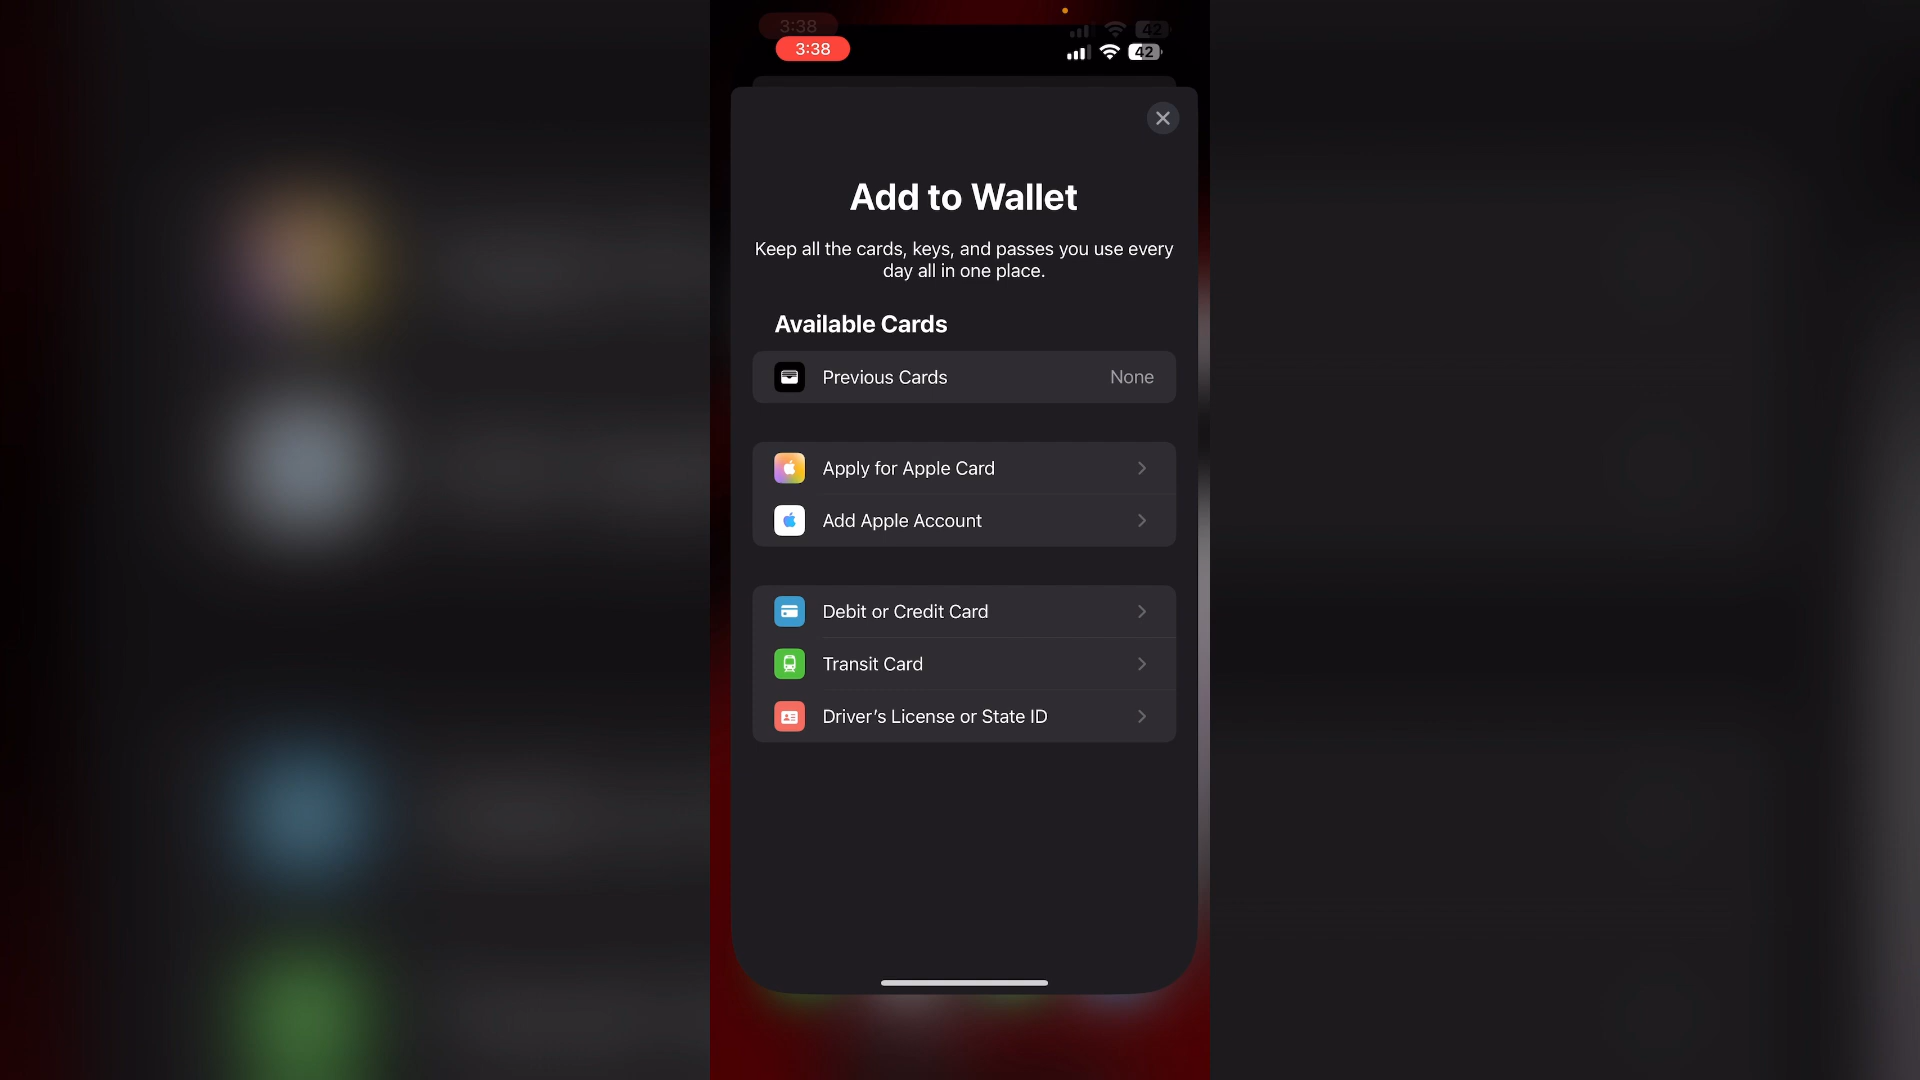 3:38
42
3:38
42
Add to Wallet
Keep all the cards, keys, and passes you use every
day all in one place.
Available Cards
Previous Cards None
Apply for Apple Card
Add Apple Account
Debit or Credit Card
Transit Card
Driver’s License or State ID